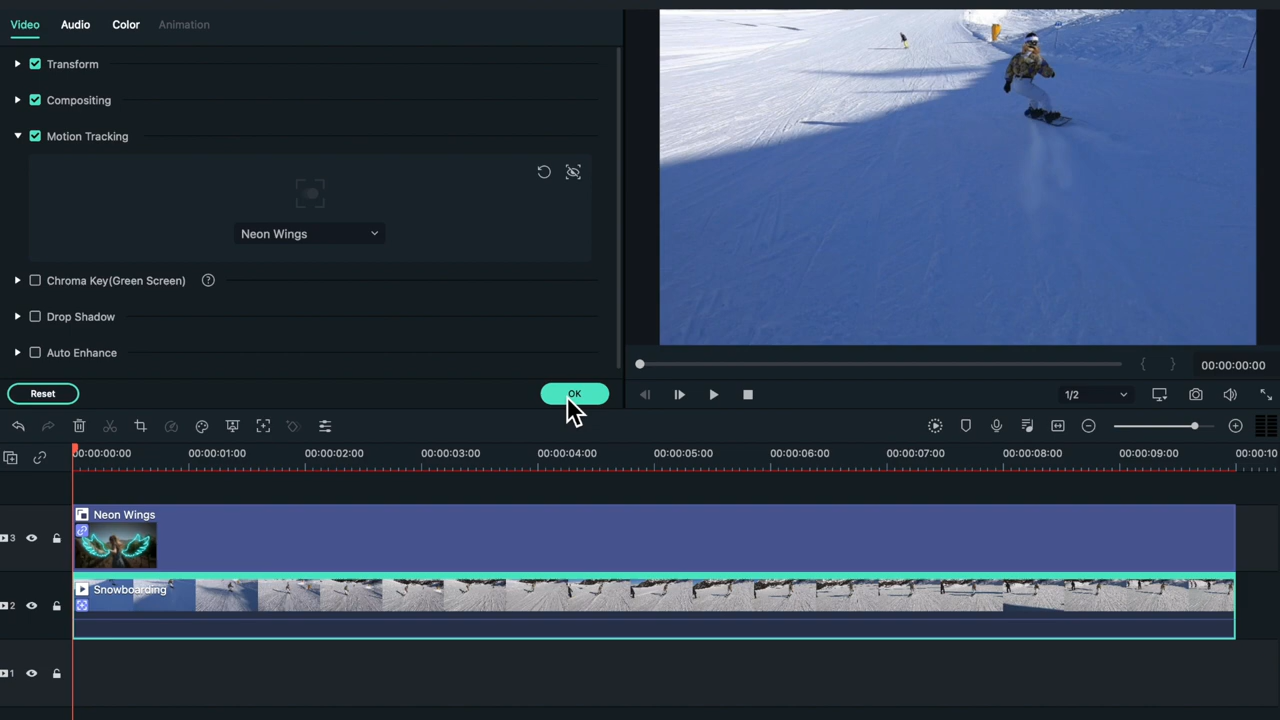 Video Audio Color Animation
Transform
Compositing
Motion Tracking
Neon Wings
Chroma Key(Green Screen) ?
Drop Shadow
Auto Enhance
Reset OK
{ } 00:00:00:00
1/2
00:00:00:00 00:00:01:00 00:00:02:00 00:00:03:00 00:00:04:00 00:00:05:00 00:00:06:00 00:00:07:00 00:00:08:00 00:00:09:00 00:00:10
Neon Wings
3
Snowboarding
2
1